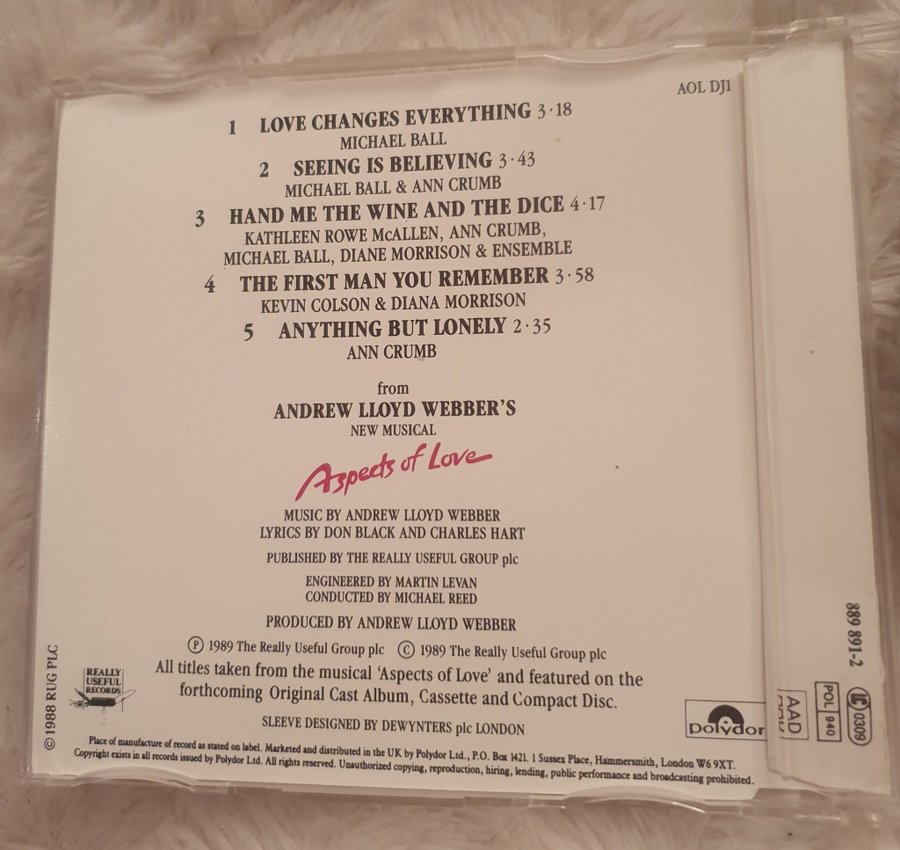 AOL DJ1
1 LOVE CHANGES EVERYTHING 3·18
MICHAEL BALL
2 SEEING IS BELIEVING 3·43
MICHAEL BALL & ANN CRUMB
3 HAND ME THE WINE AND THE DICE 4·17
KATHLEEN ROWE McALLEN, ANN CRUMB,
MICHAEL BALL, DIANE MORRISON & ENSEMBLE
4 THE FIRST MAN YOU REMEMBER 3·58
KEVIN COLSON & DIANA MORRISON
5 ANYTHING BUT LONELY 2·35
ANN CRUMB
from
ANDREW LLOYD WEBBER'S
NEW MUSICAL
Aspects of Love
MUSIC BY ANDREW LLOYD WEBBER
LYRICS BY DON BLACK AND CHARLES HART
PUBLISHED BY THE REALLY USEFUL GROUP plc
ENGINEERED BY MARTIN LEVAN
CONDUCTED BY MICHAEL REED
PRODUCED BY ANDREW LLOYD WEBBER
Ⓟ 1989 The Really Useful Group plc © 1989 The Really Useful Group plc
All titles taken from the musical 'Aspects of Love' and featured on the
forthcoming Original Cast Album, Cassette and Compact Disc.
SLEEVE DESIGNED BY DEWYNTERS plc LONDON
Place of manufacture of record as stated on label. Marketed and distributed in the UK by Polydor Ltd., P.O. Box 1421. 1 Sussex Place, Hammersmith, London W6 9XT.
Copyright exists in all records issued by Polydor Ltd. All rights reserved. Unauthorized copying, reproduction, hiring, lending, public performance and broadcasting prohibited.
© 1988 RUG PLC
REALLY
USEFUL
RECORDS
polydor
AAD
POL
940
LC
0309
889 891-2